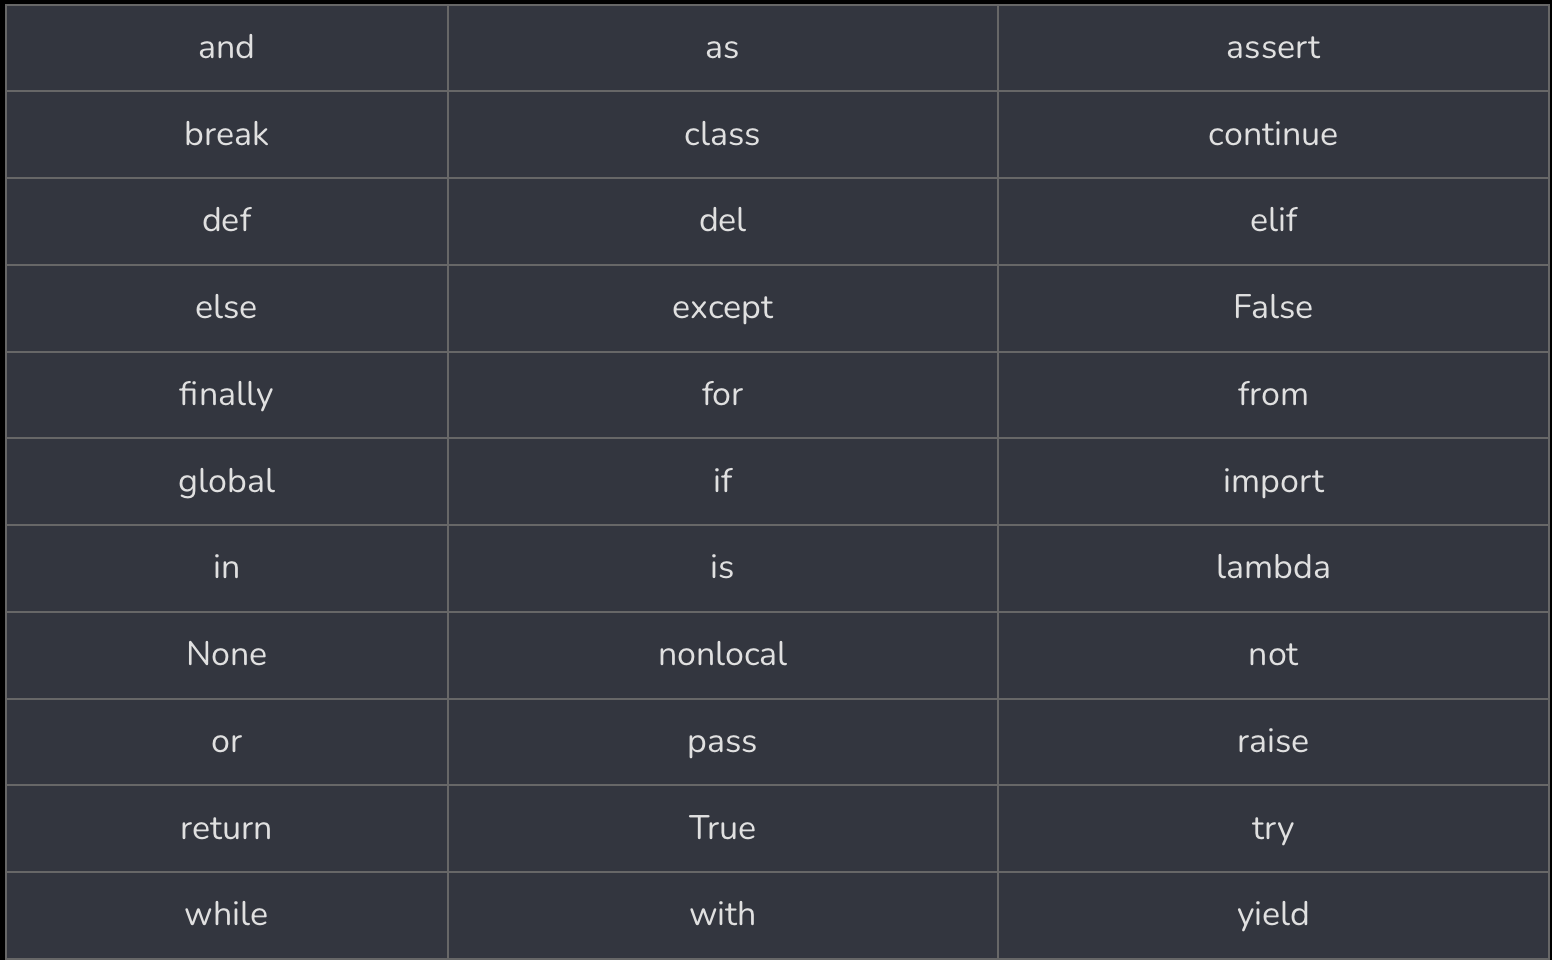 and as assert
break class continue
def del elif
else except False
finally for from
global if import
in is lambda
None nonlocal not
or pass raise
return True try
while with yield